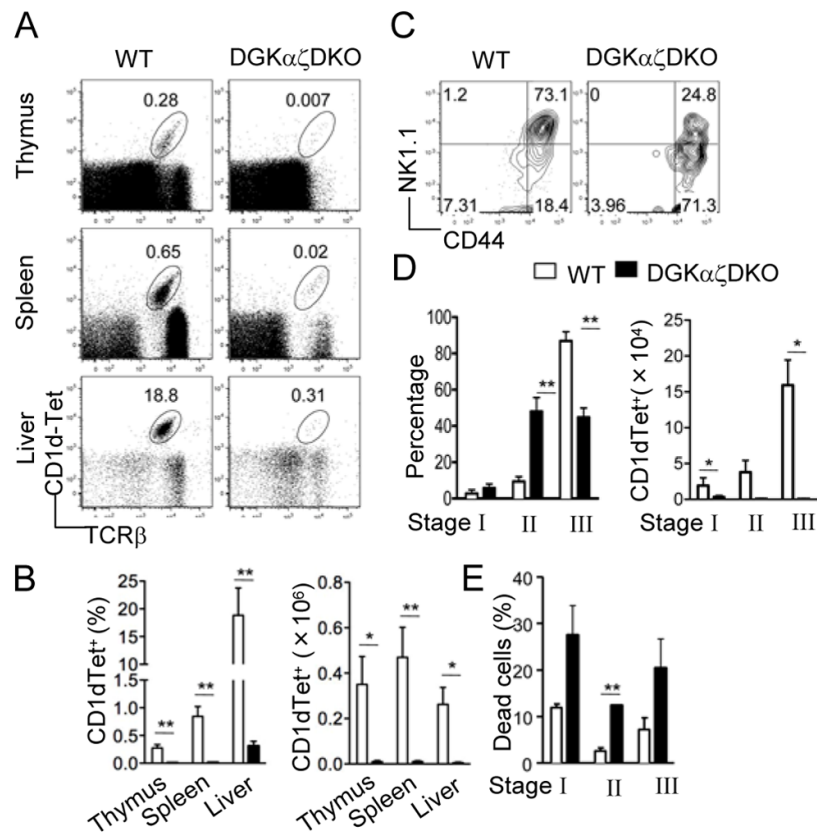 A
WT DGKαζDKO
Thymus
0.28 0.007
Spleen
0.65 0.02
Liver
18.8 0.31
CD1d-Tet
TCRβ
C
WT DGKαζDKO
1.2 73.1 0 24.8
7.31 18.4 3.96 71.3
NK1.1
CD44
D
WT DGKαζDKO
Percentage
100
80
60
40
20
0
** **
Stage I II III
CD1dTet⁺ (× 10⁴)
25
20
15
10
5
0
* *
Stage I II III
B
CD1dTet⁺ (%)
25
20
15
10
1.5
1.0
0.5
0.0
** ** **
Thymus Spleen Liver
CD1dTet⁺ (× 10⁶)
0.8
0.6
0.4
0.2
0.0
* ** *
Thymus Spleen Liver
E
Dead cells (%)
40
30
20
10
0
**
Stage I II III